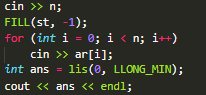 cin >> n;
FILL(st, -1);
for (int i = 0; i < n; i++)
    cin >> ar[i];
int ans = lis(0, LLONG_MIN);
cout << ans << endl;